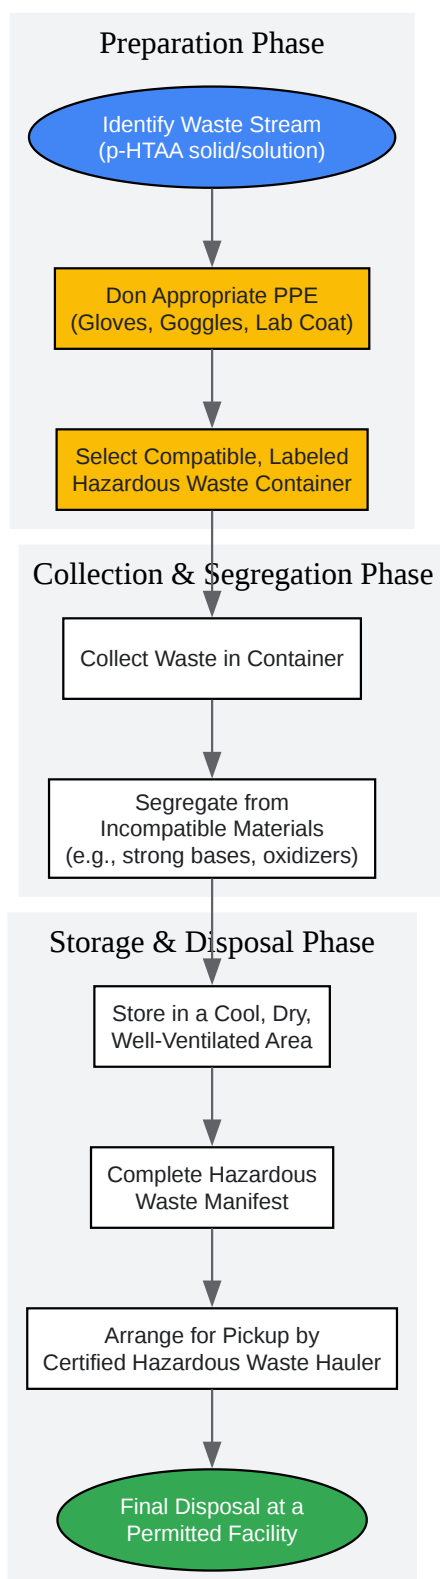 Preparation Phase
Identify Waste Stream
(p-HTAA solid/solution)
Don Appropriate PPE
(Gloves, Goggles, Lab Coat)
Select Compatible, Labeled
Hazardous Waste Container
Collection & Segregation Phase
Collect Waste in Container
Segregate from
Incompatible Materials
(e.g., strong bases, oxidizers)
Storage & Disposal Phase
Store in a Cool, Dry,
Well-Ventilated Area
Complete Hazardous
Waste Manifest
Arrange for Pickup by
Certified Hazardous Waste Hauler
Final Disposal at a
Permitted Facility